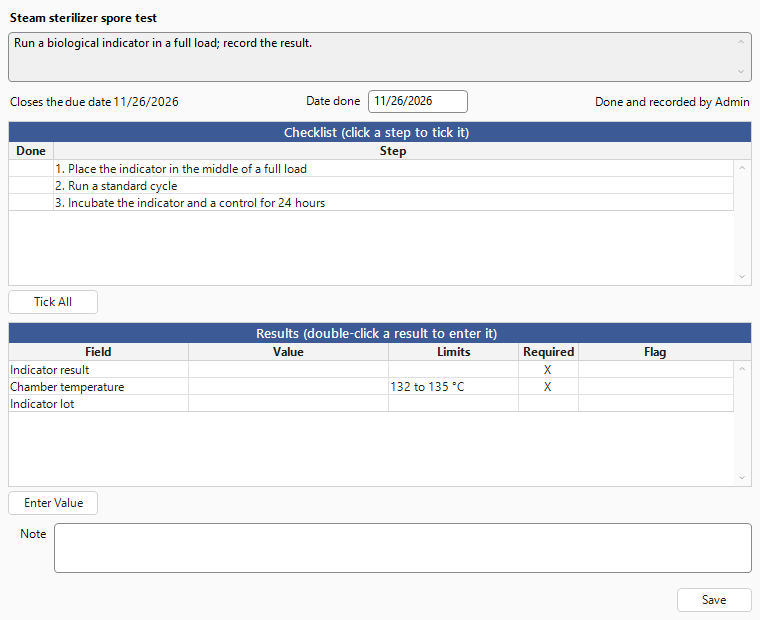 Steam sterilizer spore test
Run a biological indicator in a full load; record the result.
Closes the due date 11/26/2026 Date done 11/26/2026 Done and recorded by Admin
Checklist (click a step to tick it)
Done Step
1. Place the indicator in the middle of a full load
2. Run a standard cycle
3. Incubate the indicator and a control for 24 hours
Tick All
Results (double-click a result to enter it)
Field Value Limits Required Flag
Indicator result X
Chamber temperature 132 to 135 °C X
Indicator lot
Enter Value
Note
Save